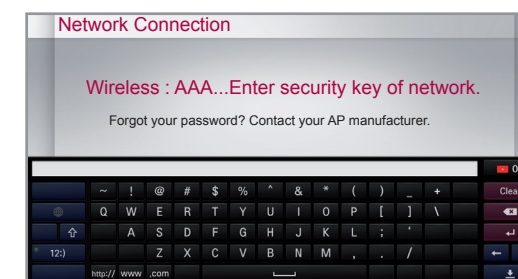 Network Connection
Wireless : AAA...Enter security key of network.
Forgot your password? Contact your AP manufacturer.
~ ! @ # $ % ^ & * ( ) _ +
Q W E R T Y U I O P [ ] \
A S D F G H J K L ; '
12:) Z X C V B N M , . /
http:// www .com